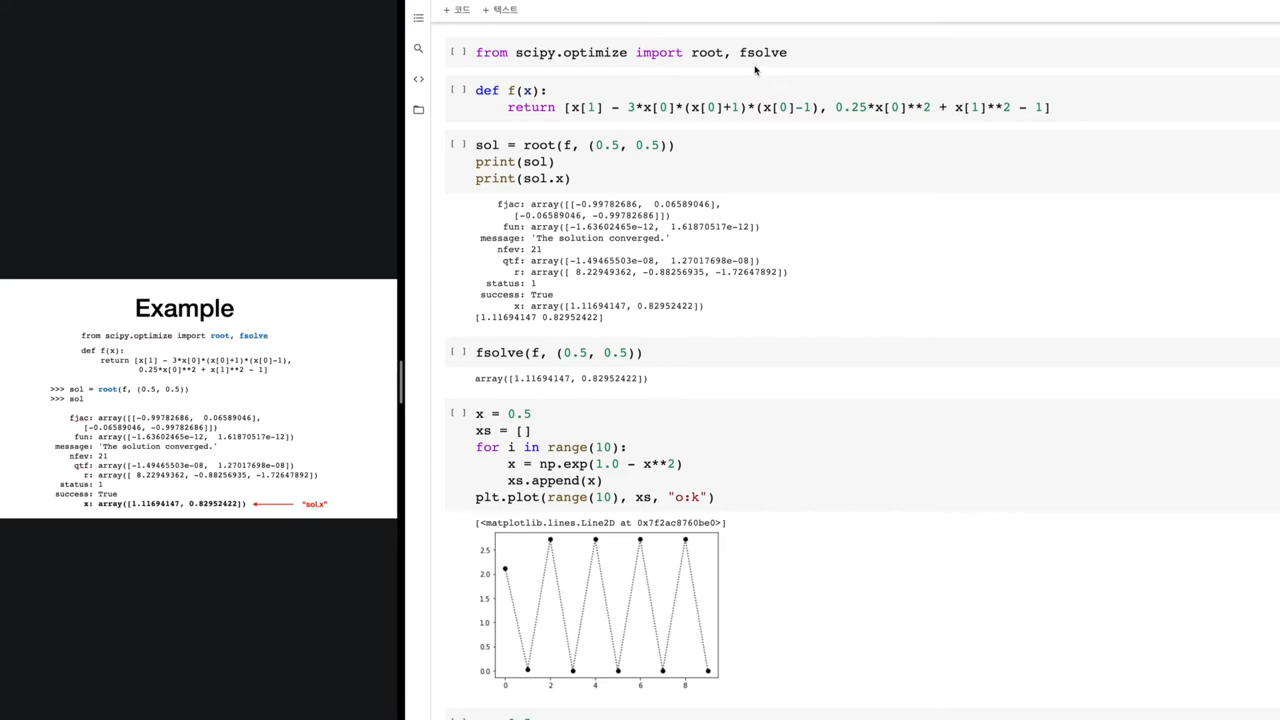 Example
from scipy.optimize import root, fsolve
def f(x):
return [x[1] - 3*x[0]*(x[0]+1)*(x[0]-1),
0.25*x[0]**2 + x[1]**2 - 1]
>>> sol = root(f, (0.5, 0.5))
>>> sol
fjac: array([[-0.99782686, 0.06589046],
[-0.06589046, -0.99782686]])
fun: array([-1.63602465e-12, 1.61870517e-12])
message: 'The solution converged.'
nfev: 21
qtf: array([-1.49465503e-08, 1.27017698e-08])
r: array([ 8.22949362, -0.88256935, -1.72647892])
status: 1
success: True
x: array([1.11694147, 0.82952422])
"sol.x"
+ 코드 + 텍스트
[ ] from scipy.optimize import root, fsolve
[ ] def f(x):
return [x[1] - 3*x[0]*(x[0]+1)*(x[0]-1), 0.25*x[0]**2 + x[1]**2 - 1]
[ ] sol = root(f, (0.5, 0.5))
print(sol)
print(sol.x)
fjac: array([[-0.99782686, 0.06589046],
[-0.06589046, -0.99782686]])
fun: array([-1.63602465e-12, 1.61870517e-12])
message: 'The solution converged.'
nfev: 21
qtf: array([-1.49465503e-08, 1.27017698e-08])
r: array([ 8.22949362, -0.88256935, -1.72647892])
status: 1
success: True
x: array([1.11694147, 0.82952422])
[1.11694147 0.82952422]
[ ] fsolve(f, (0.5, 0.5))
array([1.11694147, 0.82952422])
[ ] x = 0.5
xs = []
for i in range(10):
x = np.exp(1.0 - x**2)
xs.append(x)
plt.plot(range(10), xs, "o:k")
[<matplotlib.lines.Line2D at 0x7f2ac8760be0>]
2.5
2.0
1.5
1.0
0.5
0.0
0 2 4 6 8